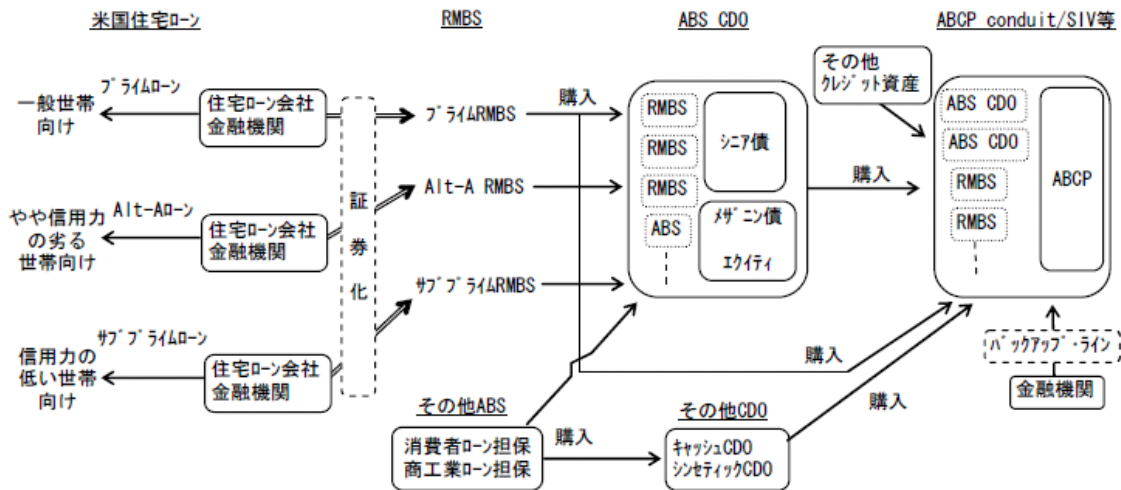 米国住宅ﾛｰﾝ
RMBS
ABS CDO
ABCP conduit/SIV等
一般世帯
向け
ﾌﾟﾗｲﾑﾛｰﾝ
住宅ﾛｰﾝ会社
金融機関
やや信用力
の劣る
世帯向け
Alt-Aﾛｰﾝ
住宅ﾛｰﾝ会社
金融機関
信用力の
低い世帯
向け
ｻﾌﾞﾌﾟﾗｲﾑﾛｰﾝ
住宅ﾛｰﾝ会社
金融機関
証
券
化
ﾌﾟﾗｲﾑRMBS
Alt-A RMBS
ｻﾌﾞﾌﾟﾗｲﾑRMBS
購入
RMBS
RMBS
RMBS
ABS
ｼﾆｱ債
ﾒｻﾞﾆﾝ債
ｴｸｲﾃｨ
購入
その他
ｸﾚｼﾞｯﾄ資産
ABS CDO
ABS CDO
RMBS
RMBS
ABCP
ﾊﾞｯｸｱｯﾌﾟ･ﾗｲﾝ
金融機関
購入
購入
その他ABS
消費者ﾛｰﾝ担保
商工業ﾛｰﾝ担保
購入
その他CDO
ｷｬｯｼｭCDO
ｼﾝｾﾃｨｯｸCDO